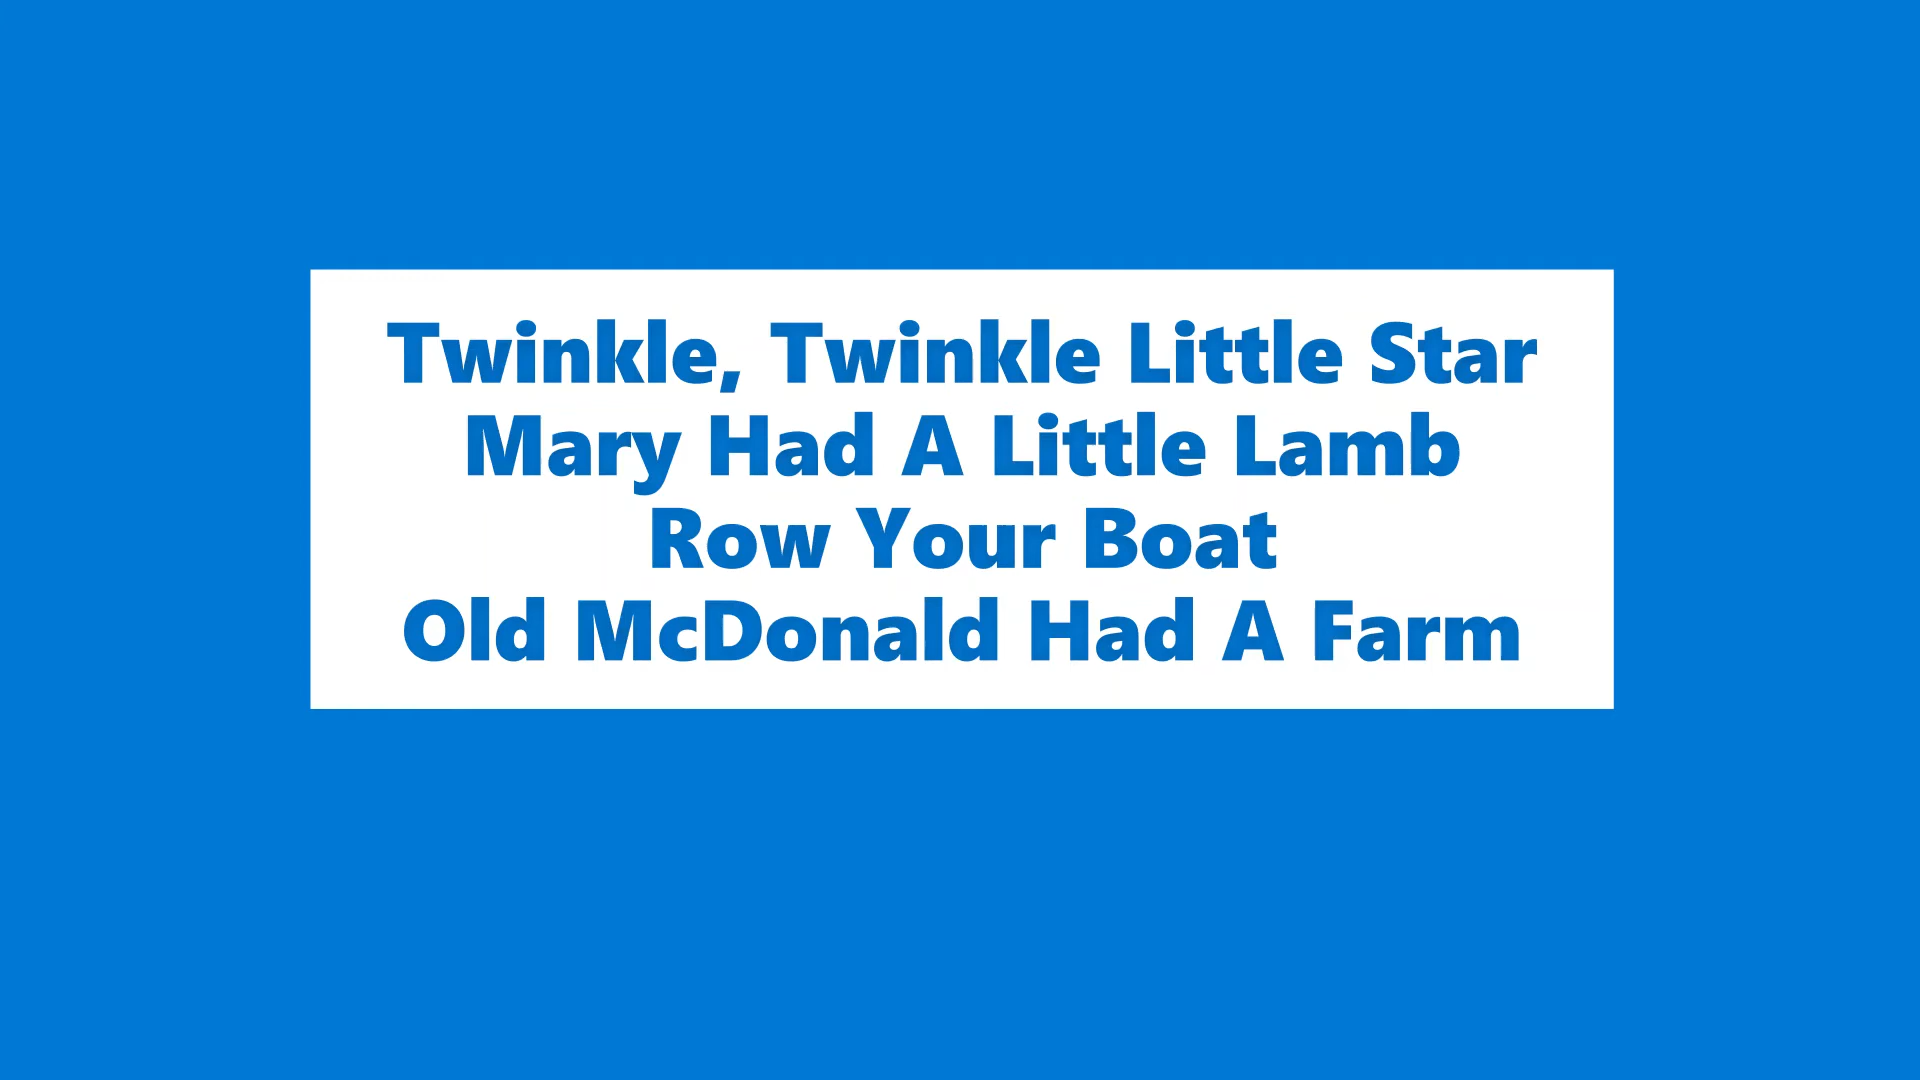 Twinkle, Twinkle Little Star
Mary Had A Little Lamb
Row Your Boat
Old McDonald Had A Farm